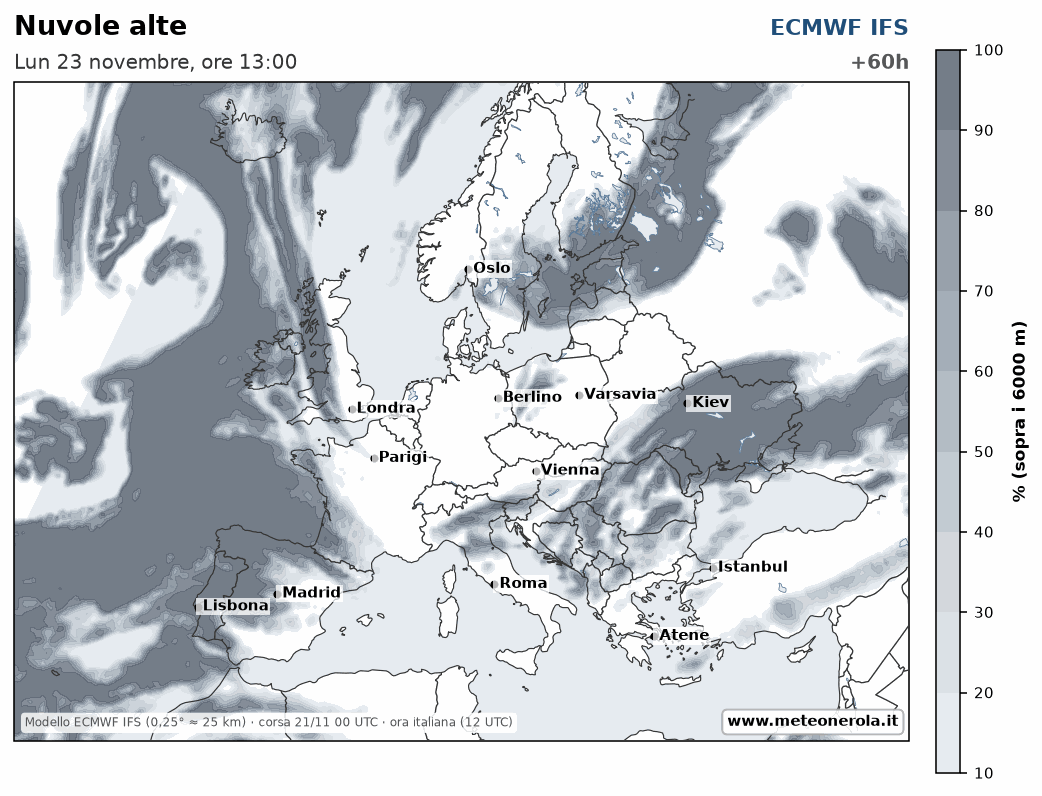 Nuvole alte
ECMWF IFS
Lun 23 novembre, ore 13:00
+60h
100
90
80
70
60
50
40
30
20
10
% (sopra i 6000 m)
Oslo
Berlino
Varsavia
Kiev
Londra
Parigi
Vienna
Istanbul
Roma
Madrid
Lisbona
Atene
Modello ECMWF IFS (0,25° ≈ 25 km) · corsa 21/11 00 UTC · ora italiana (12 UTC)
www.meteonerola.it